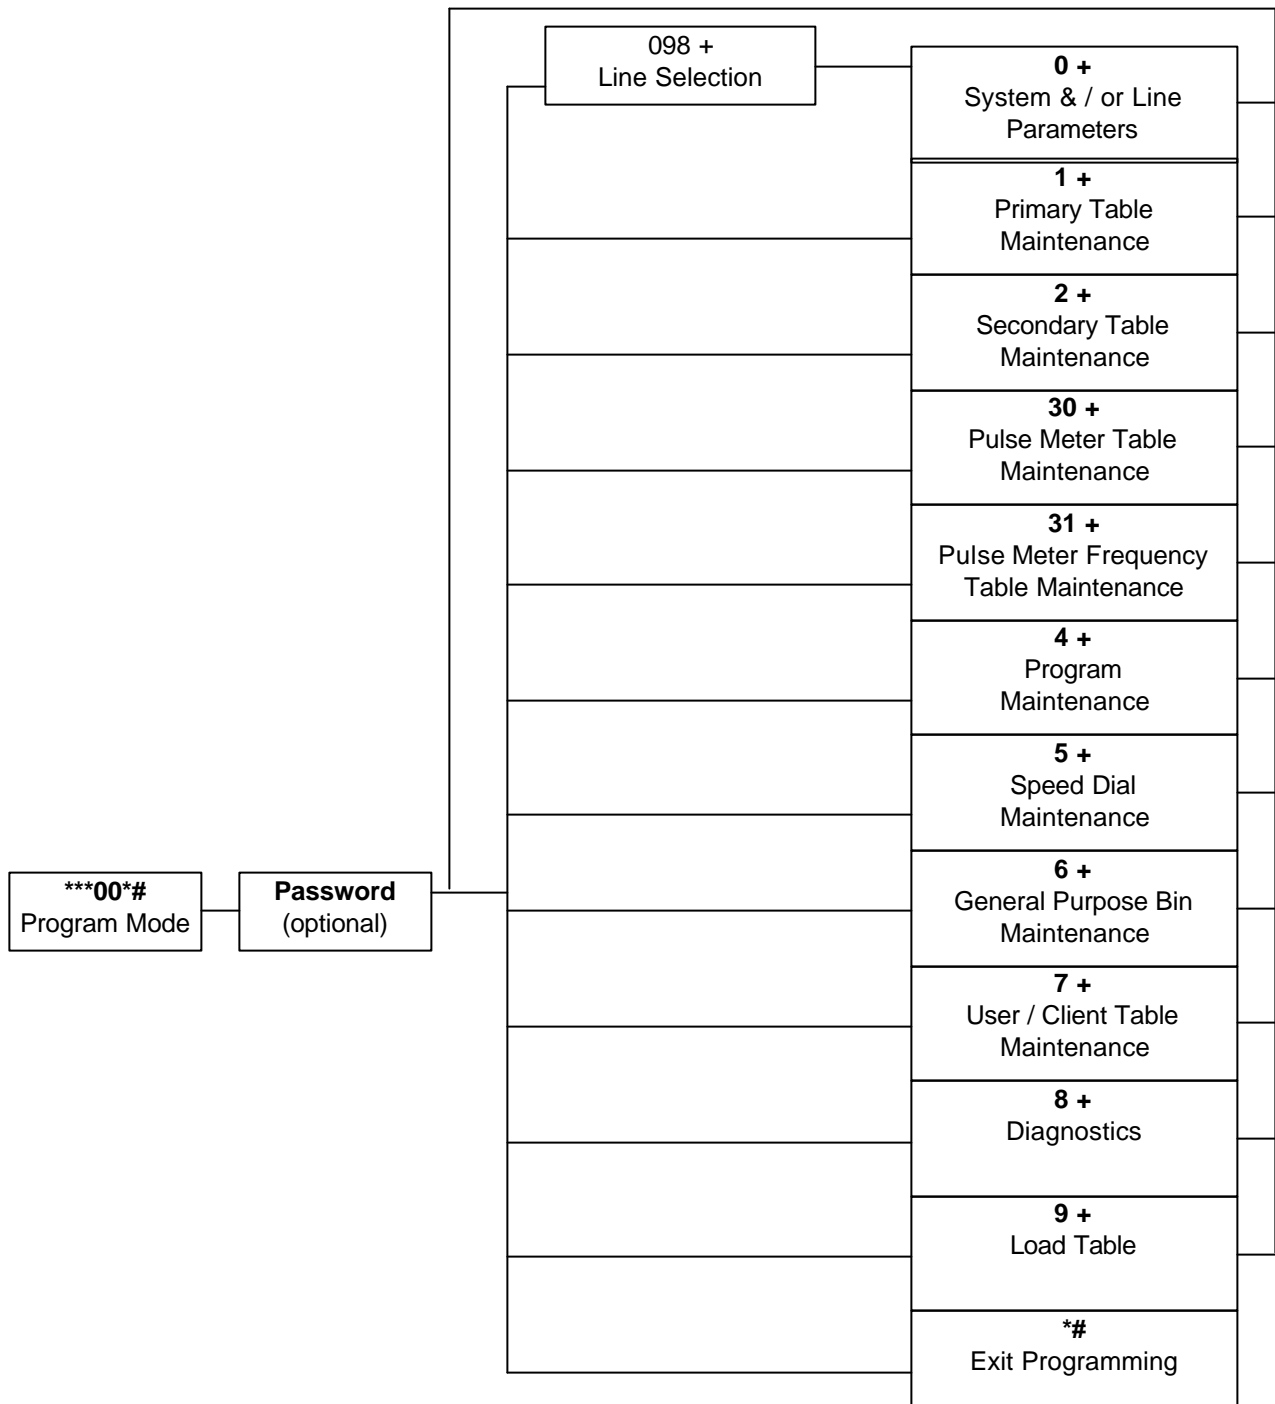 098 +
Line Selection
0 +
System & / or Line
Parameters
1 +
Primary Table
Maintenance
2 +
Secondary Table
Maintenance
30 +
Pulse Meter Table
Maintenance
31 +
Pulse Meter Frequency
Table Maintenance
4 +
Program
Maintenance
5 +
Speed Dial
Maintenance
***00*#
Program Mode
Password
(optional)
6 +
General Purpose Bin
Maintenance
7 +
User / Client Table
Maintenance
8 +
Diagnostics
9 +
Load Table
*#
Exit Programming